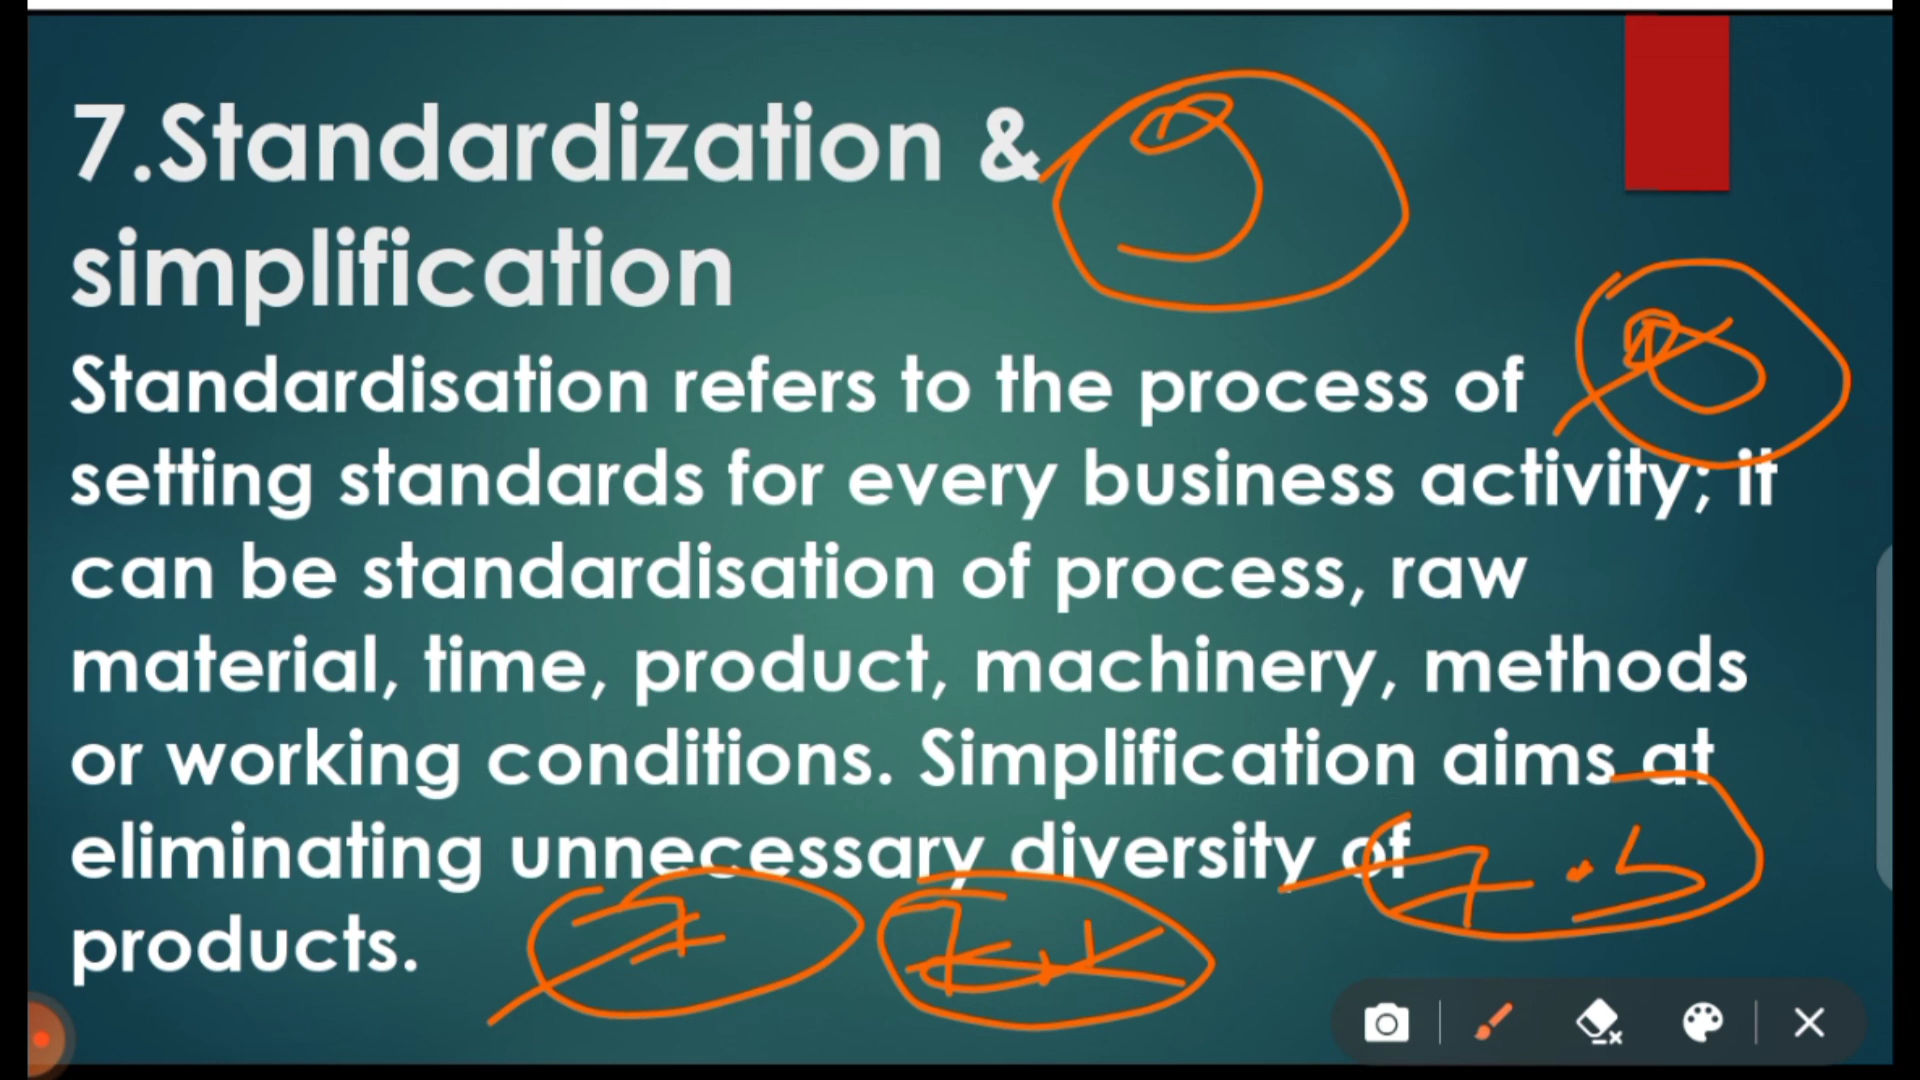 7.Standardization &
simplification
Standardisation refers to the process of
setting standards for every business activity; it
can be standardisation of process, raw
material, time, product, machinery, methods
or working conditions. Simplification aims at
eliminating unnecessary diversity of
products.